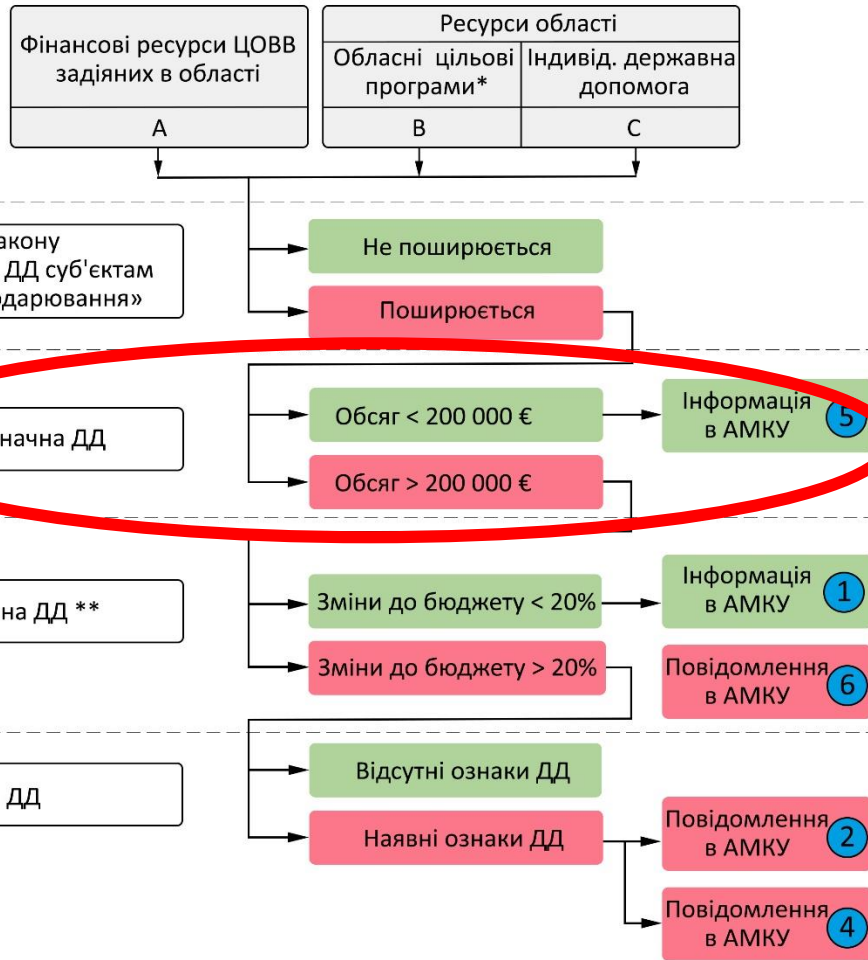 Фінансові ресурси ЦОВВ
задіяних в області
А
Ресурси області
Обласні цільові
програми*
Індивід. державна
допомога
В
С
акону
ДД суб'єктам
одарювання»
Не поширюється
Поширюється
начна ДД
Обсяг < 200 000 €
Інформація
в АМКУ
5
Обсяг > 200 000 €
на ДД **
Зміни до бюджету < 20%
Інформація
в АМКУ
1
Зміни до бюджету > 20%
Повідомлення
в АМКУ
6
ДД
Відсутні ознаки ДД
Наявні ознаки ДД
Повідомлення
в АМКУ
2
Повідомлення
в АМКУ
4